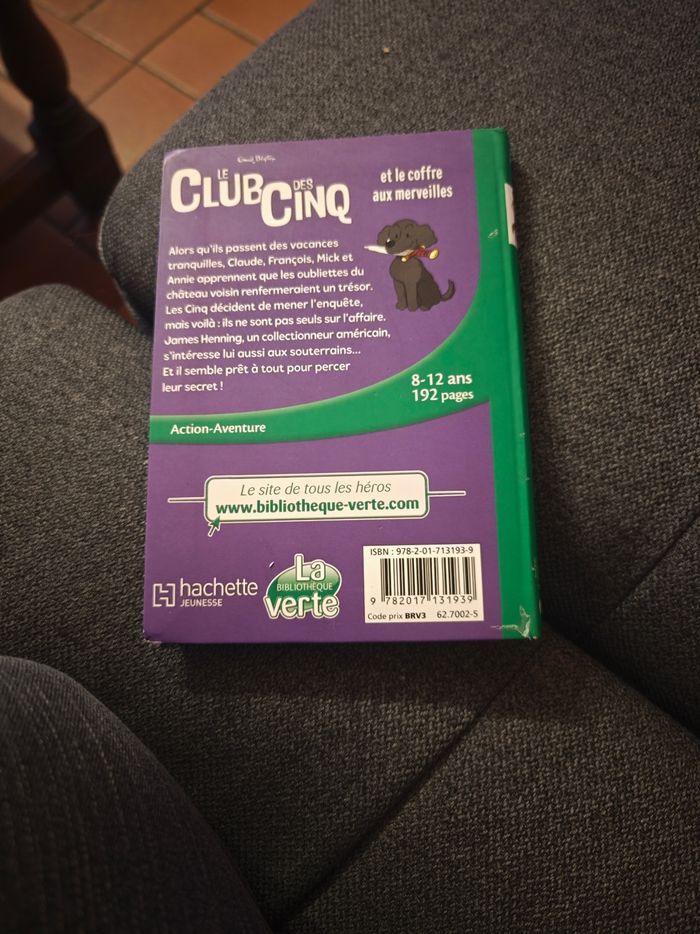 Enid Blyton
LE
CLUB DES
CINQ
et le coffre
aux merveilles
Alors qu'ils passent des vacances
tranquilles, Claude, François, Mick et
Annie apprennent que les oubliettes du
château voisin renfermeraient un trésor.
Les Cinq décident de mener l'enquête,
mais voilà : ils ne sont pas seuls sur l'affaire.
James Henning, un collectionneur américain,
s'intéresse lui aussi aux souterrains...
Et il semble prêt à tout pour percer
leur secret !
8-12 ans
192 pages
Action-Aventure
Le site de tous les héros
www.bibliotheque-verte.com
hachette
JEUNESSE
La
BIBLIOTHÈQUE
verte
ISBN : 978-2-01-713193-9
9 782017 131939
Code prix BRV3 62.7002-5